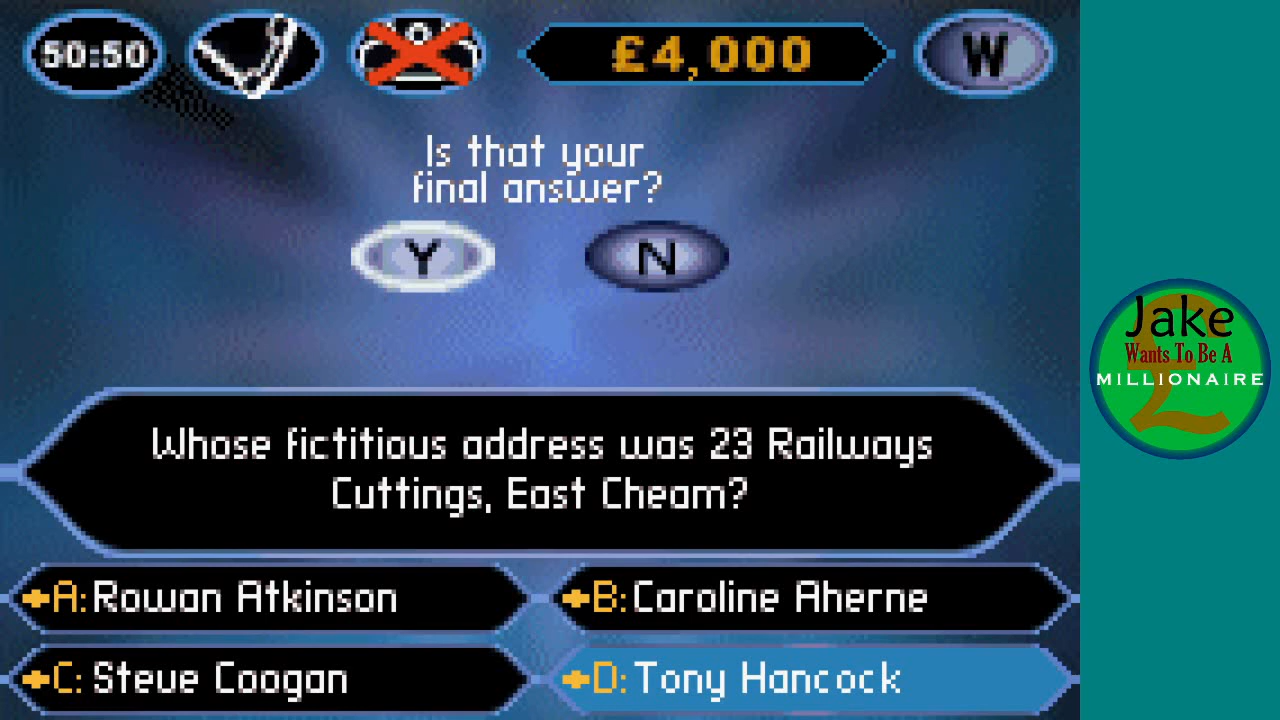 50:50
£4,000
W
Is that your
final answer?
Y
N
Whose fictitious address was 23 Railways
Cuttings, East Cheam?
A: Rowan Atkinson
B: Caroline Aherne
C: Steve Coogan
D: Tony Hancock
Jake
Wants To Be A
MILLIONAIRE
£